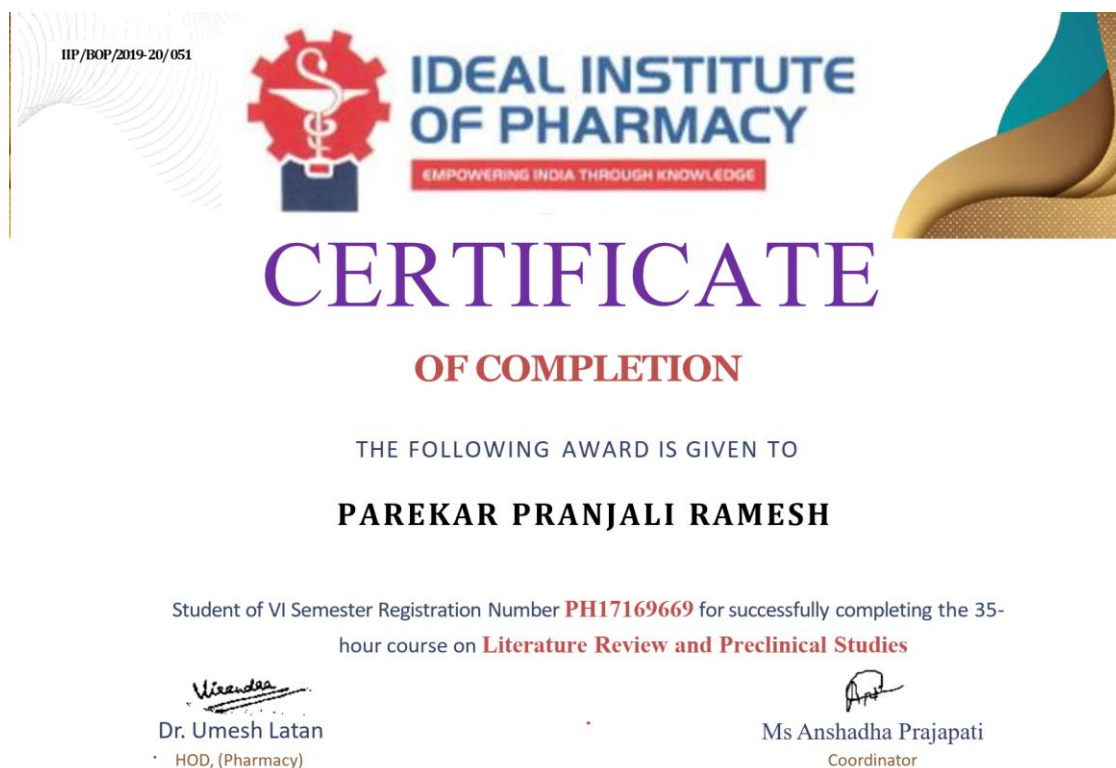 IIP/BOP/2019-20/051
IDEAL INSTITUTE
OF PHARMACY
EMPOWERING INDIA THROUGH KNOWLEDGE
CERTIFICATE
OF COMPLETION
THE FOLLOWING AWARD IS GIVEN TO
PAREKAR PRANJALI RAMESH
Student of VI Semester Registration Number PH17169669 for successfully completing the 35-
hour course on Literature Review and Preclinical Studies
Dr. Umesh Latan
Ms Anshadha Prajapati
HOD, (Pharmacy)
Coordinator